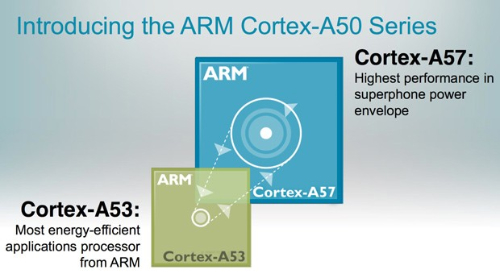 Introducing the ARM Cortex-A50 Series
Cortex-A57:
Highest performance in
superphone power
envelope
ARM
Cortex-A57
ARM
Cortex-A53
Cortex-A53:
Most energy-efficient
applications processor
from ARM